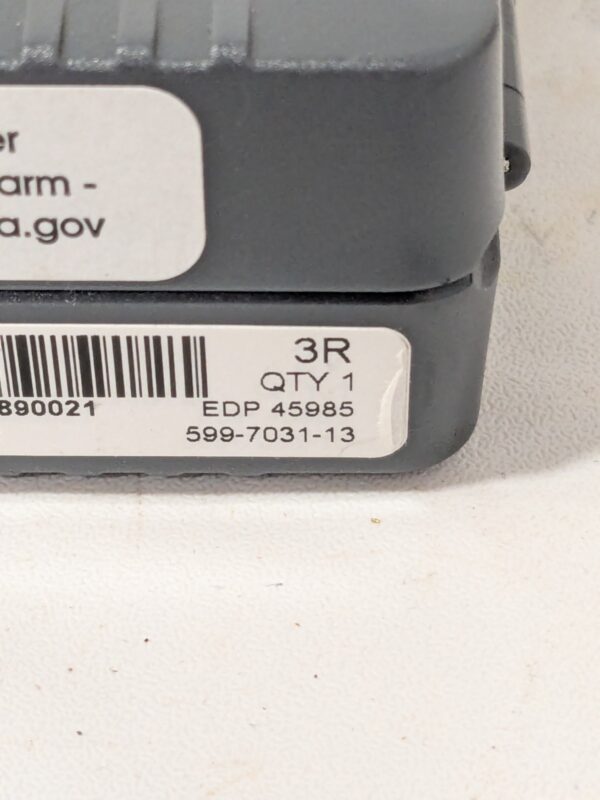 er
arm -
a.gov
3R
QTY 1
890021
EDP 45985
599-7031-13